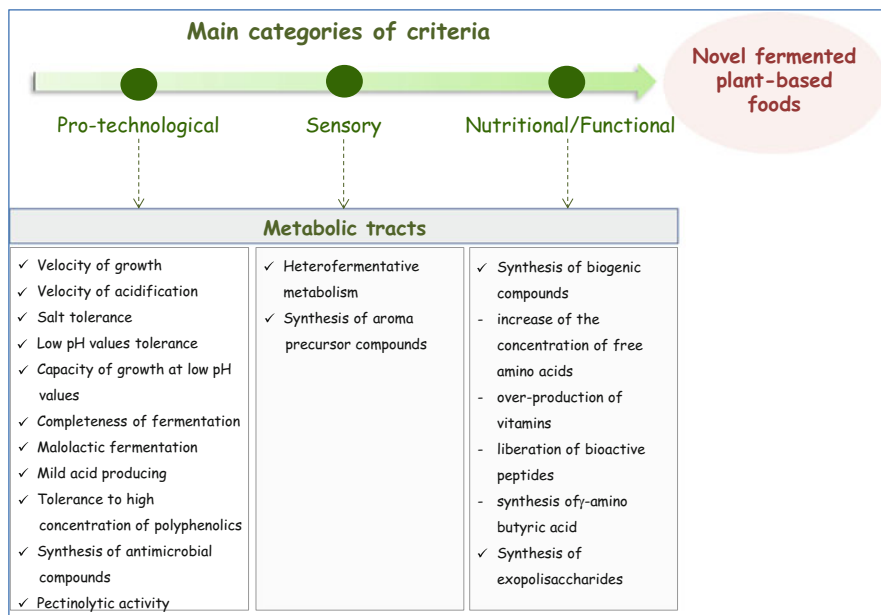 Main categories of criteria
Novel fermented
plant-based
foods
Pro-technological
Sensory
Nutritional/Functional
Metabolic tracts
✓ Velocity of growth
✓ Velocity of acidification
✓ Salt tolerance
✓ Low pH values tolerance
✓ Capacity of growth at low pH
values
✓ Completeness of fermentation
✓ Malolactic fermentation
✓ Mild acid producing
✓ Tolerance to high
concentration of polyphenolics
✓ Synthesis of antimicrobial
compounds
✓ Pectinolytic activity
✓ Heterofermentative
metabolism
✓ Synthesis of aroma
precursor compounds
✓ Synthesis of biogenic
compounds
- increase of the
concentration of free
amino acids
- over-production of
vitamins
- liberation of bioactive
peptides
- synthesis ofγ-amino
butyric acid
✓ Synthesis of
exopolisaccharides